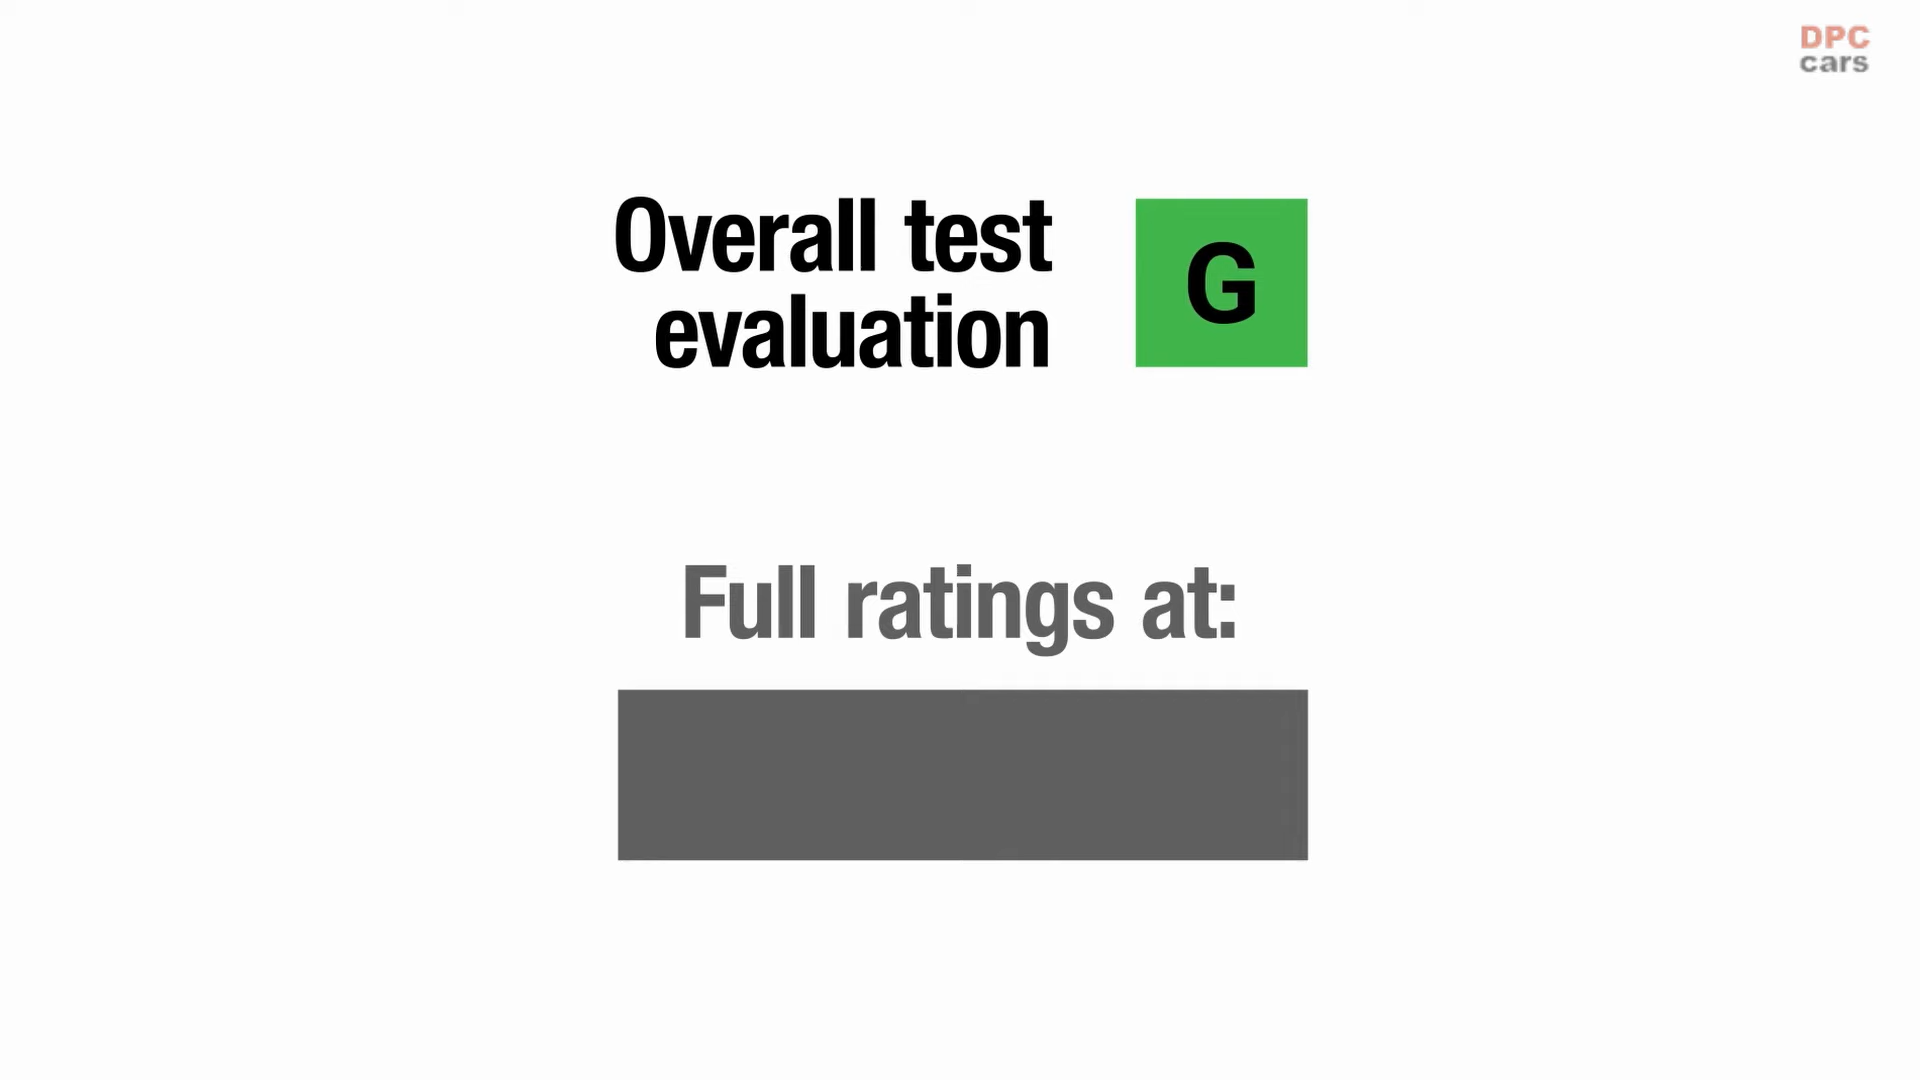 DPC
cars
Overall test
evaluation
G
Full ratings at: